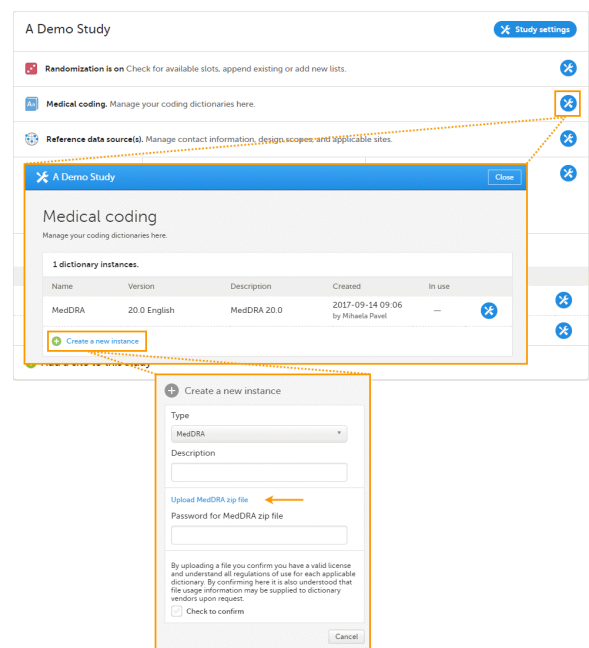 A Demo Study
Study settings
Randomization is on Check for available slots, append existing or add new lists.
Medical coding. Manage your coding dictionaries here.
Reference data source(s). Manage contact information, design scopes, and applicable sites.
A Demo Study
Close
Medical coding
Manage your coding dictionaries here.
1 dictionary instances.
Name Version Description Created In use
MedDRA 20.0 English MedDRA 20.0 2017-09-14 09:06 —
by Mihaela Pavel
Create a new instance
Create a new instance
Type
MedDRA
Description
Upload MedDRA zip file
Password for MedDRA zip file
By uploading a file you confirm you have a valid license
and understand all regulations of use for each applicable
dictionary. By confirming here it is also understood that
file usage information may be supplied to dictionary
vendors upon request.
Check to confirm
Cancel